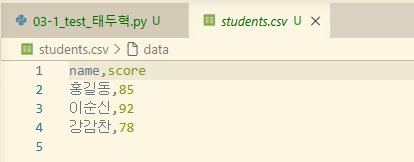 03-1_test_태두혁.py U
students.csv U
students.csv > data
1 name,score
2 홍길동,85
3 이순신,92
4 강감찬,78
5